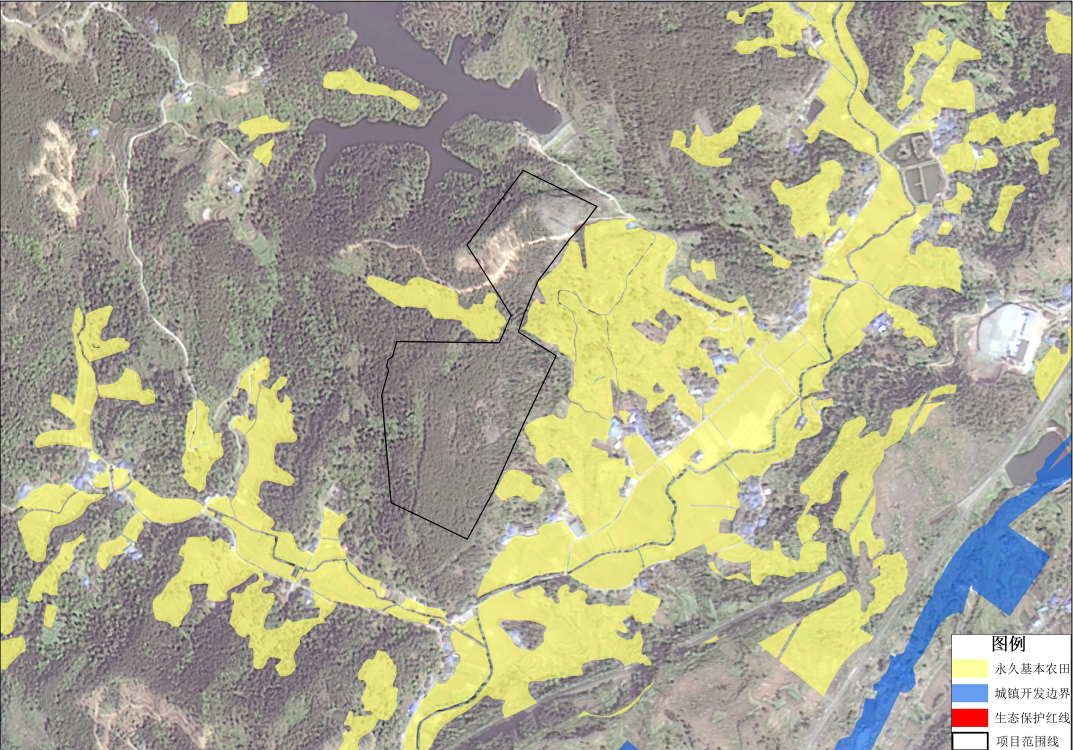 图例
永久基本农田
城镇开发边界
生态保护红线
项目范围线